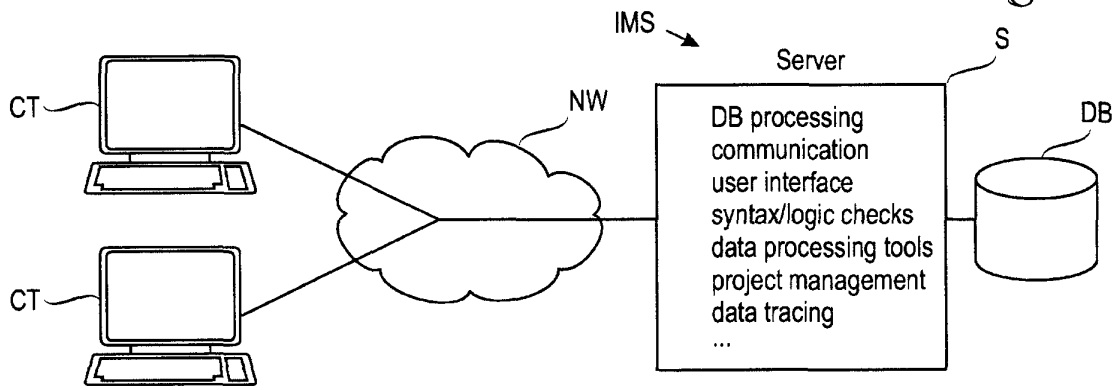 IMS
S
Server
CT
NW
DB
DB processing
communication
user interface
syntax/logic checks
data processing tools
project management
data tracing
...
CT